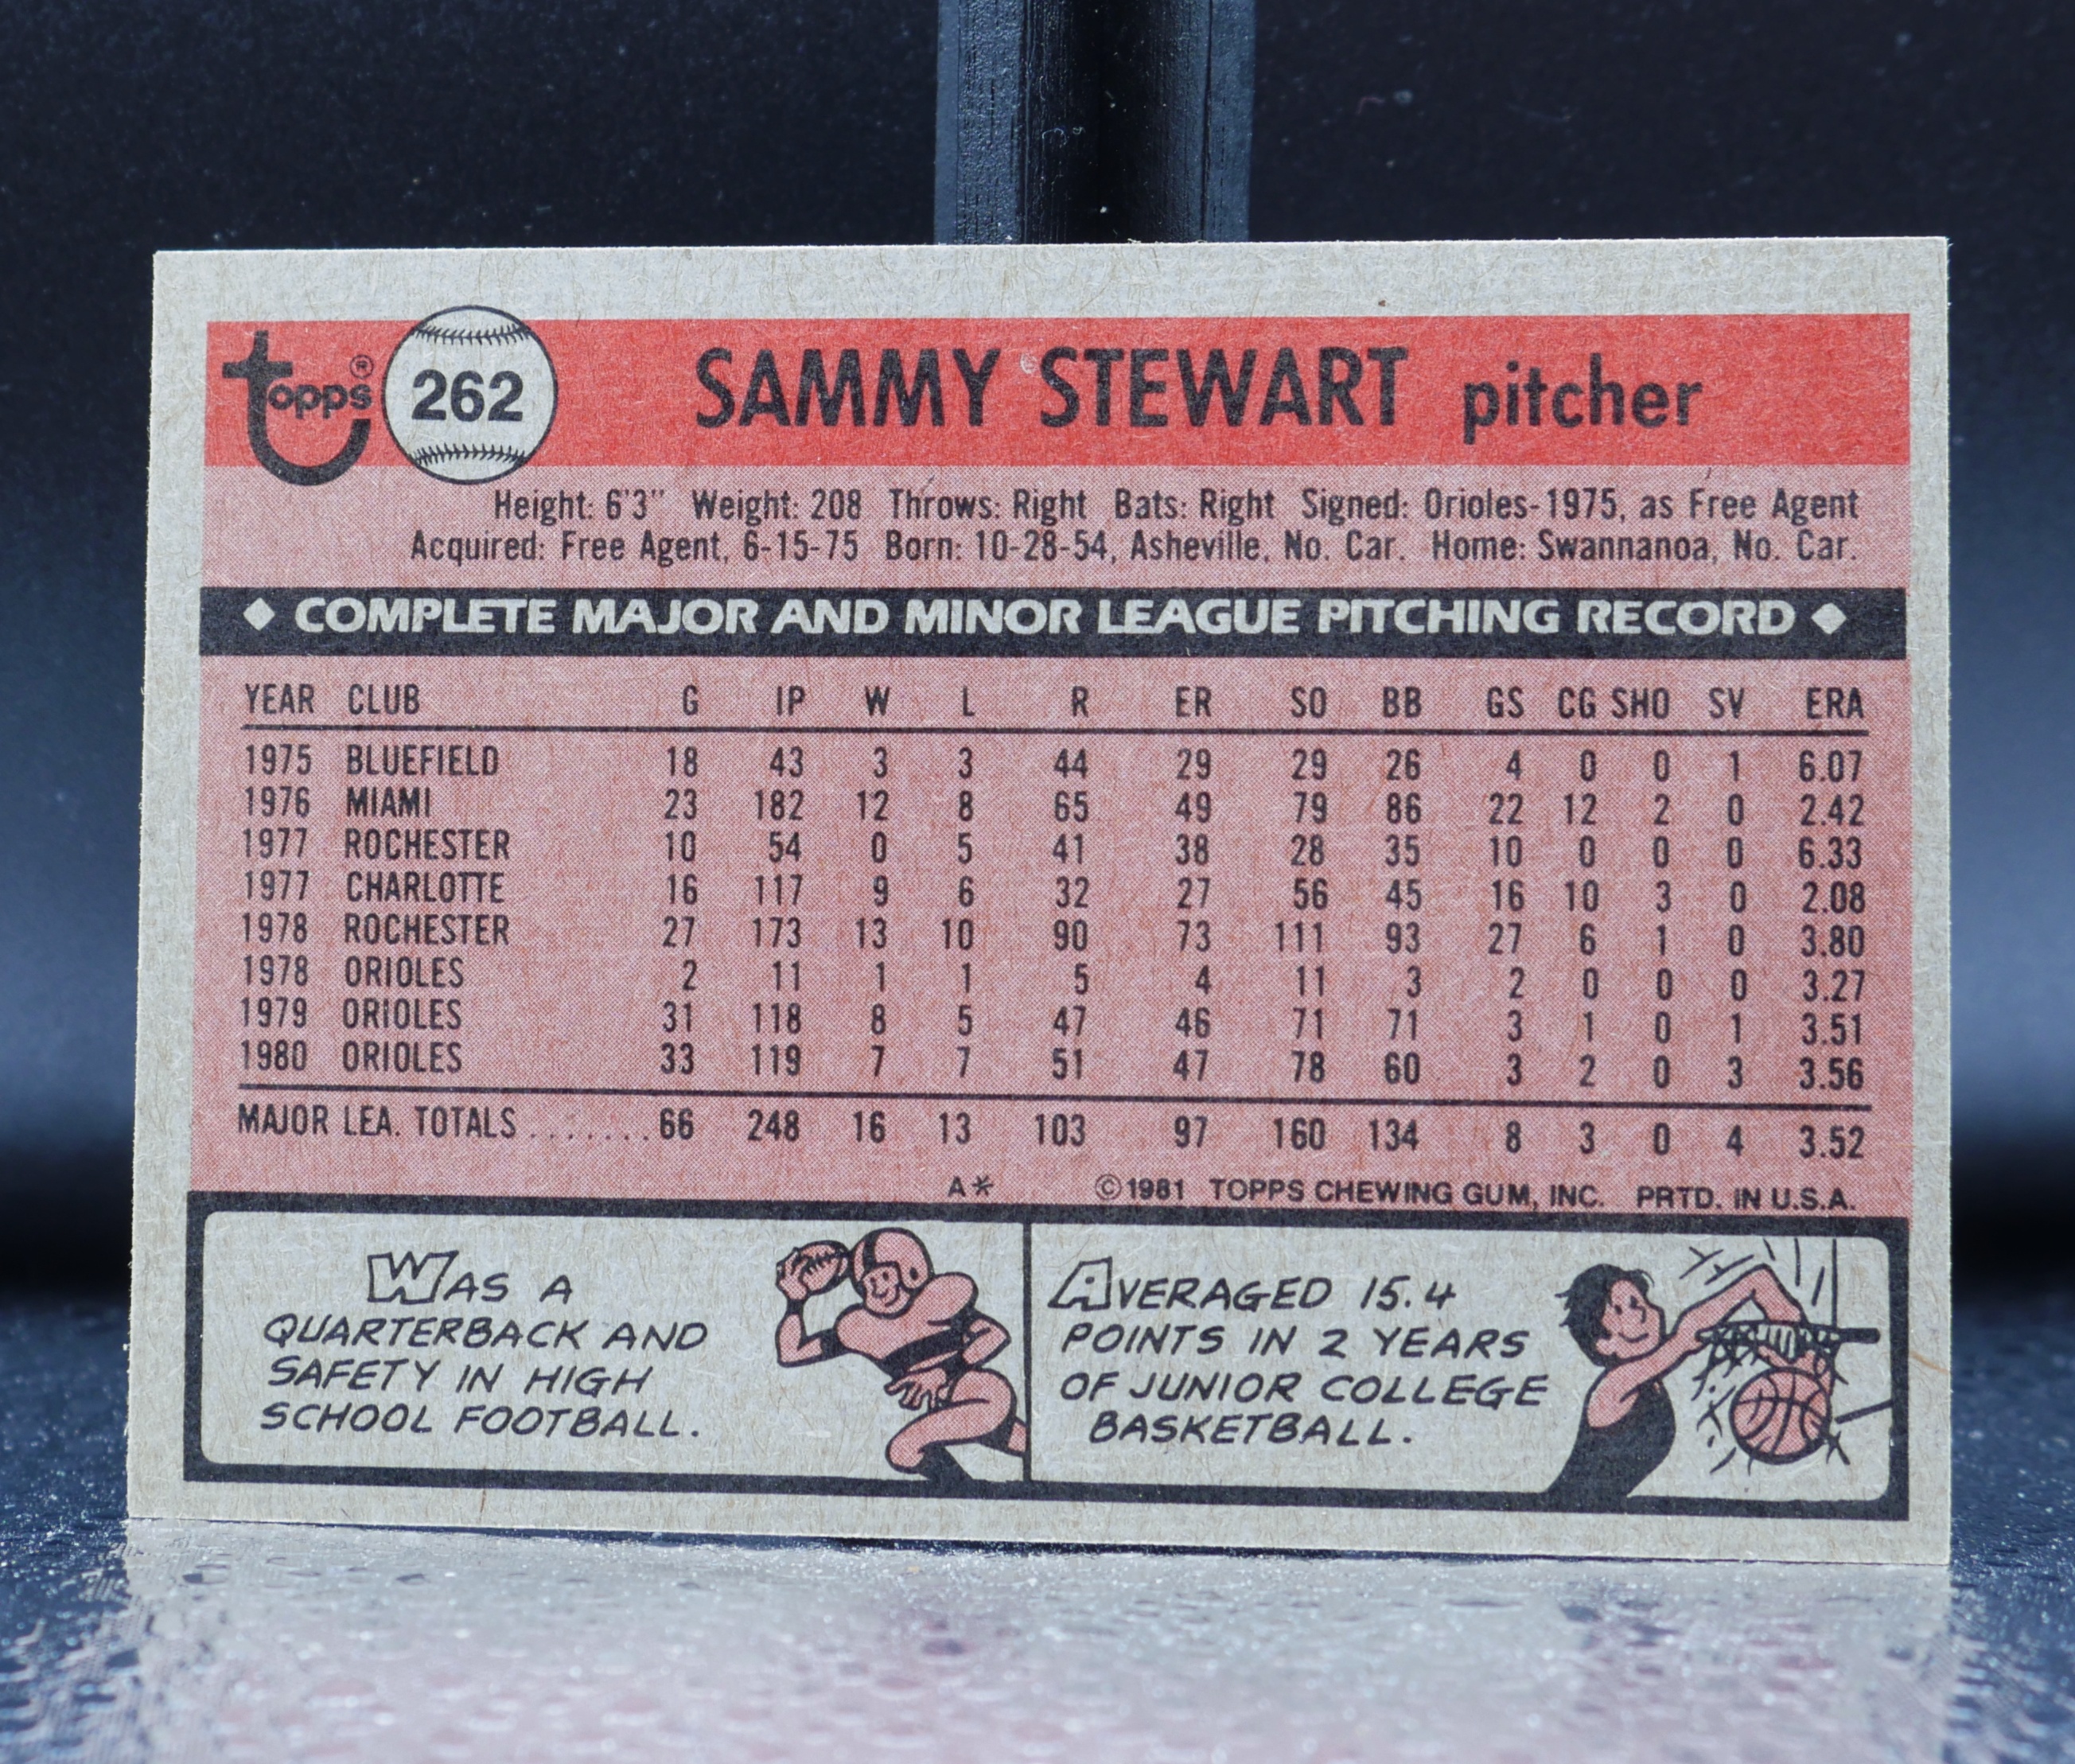 topps® 262 SAMMY STEWART pitcher
Height: 6'3" Weight: 208 Throws: Right Bats: Right Signed: Orioles-1975, as Free Agent
Acquired: Free Agent, 6-15-75 Born: 10-28-54, Asheville, No. Car. Home: Swannanoa, No. Car.
◆ COMPLETE MAJOR AND MINOR LEAGUE PITCHING RECORD ◆
YEAR CLUB G IP W L R ER SO BB GS CG SHO SV ERA
1975 BLUEFIELD 18 43 3 3 44 29 29 26 4 0 0 1 6.07
1976 MIAMI 23 182 12 8 65 49 79 86 22 12 2 0 2.42
1977 ROCHESTER 10 54 0 5 41 38 28 35 10 0 0 0 6.33
1977 CHARLOTTE 16 117 9 6 32 27 56 45 16 10 3 0 2.08
1978 ROCHESTER 27 173 13 10 90 73 111 93 27 6 1 0 3.80
1978 ORIOLES 2 11 1 1 5 4 11 3 2 0 0 0 3.27
1979 ORIOLES 31 118 8 5 47 46 71 71 3 1 0 1 3.51
1980 ORIOLES 33 119 7 7 51 47 78 60 3 2 0 3 3.56
MAJOR LEA. TOTALS ....... 66 248 16 13 103 97 160 134 8 3 0 4 3.52
A* ©1981 TOPPS CHEWING GUM, INC. PRTD. IN U.S.A.
WAS A
QUARTERBACK AND
SAFETY IN HIGH
SCHOOL FOOTBALL.
AVERAGED 15.4
POINTS IN 2 YEARS
OF JUNIOR COLLEGE
BASKETBALL.